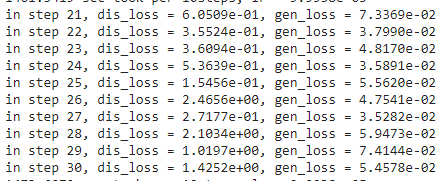 in step 21, dis_loss = 6.0509e-01, gen_loss = 7.3369e-02
in step 22, dis_loss = 3.5524e-01, gen_loss = 3.7990e-02
in step 23, dis_loss = 3.6094e-01, gen_loss = 4.8170e-02
in step 24, dis_loss = 5.3639e-01, gen_loss = 3.5891e-02
in step 25, dis_loss = 1.5456e-01, gen_loss = 5.5620e-02
in step 26, dis_loss = 2.4656e+00, gen_loss = 4.7541e-02
in step 27, dis_loss = 2.7177e-01, gen_loss = 3.5282e-02
in step 28, dis_loss = 2.1034e+00, gen_loss = 5.9473e-02
in step 29, dis_loss = 1.0197e+00, gen_loss = 7.4144e-02
in step 30, dis_loss = 1.4252e+00, gen_loss = 5.4578e-02